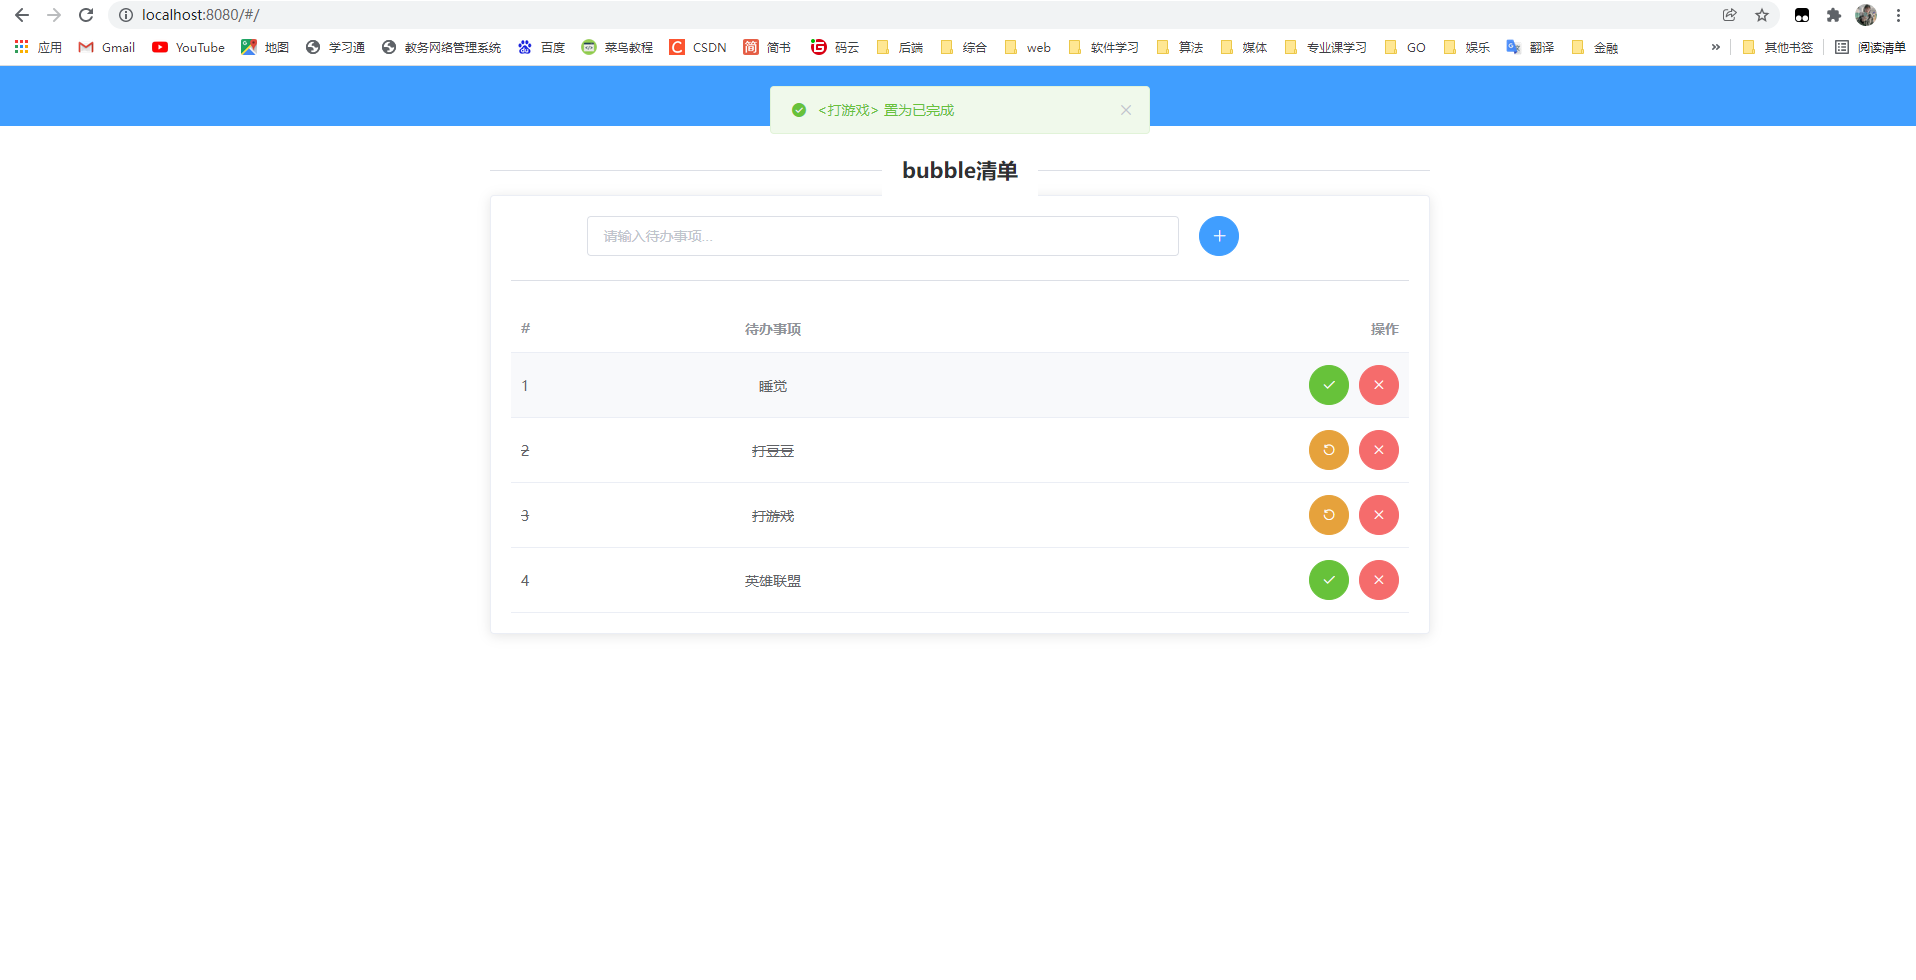 localhost:8080/#/
应用 Gmail YouTube 地图 学习通 教务网络管理系统 百度 菜鸟教程 CSDN 简书 码云 后端 综合 web 软件学习 算法 媒体 专业课学习 GO 娱乐 翻译 金融 » 其他书签 阅读清单
<打游戏> 置为已完成
bubble清单
请输入待办事项...
# 待办事项 操作
1 睡觉
2 打豆豆
3 打游戏
4 英雄联盟